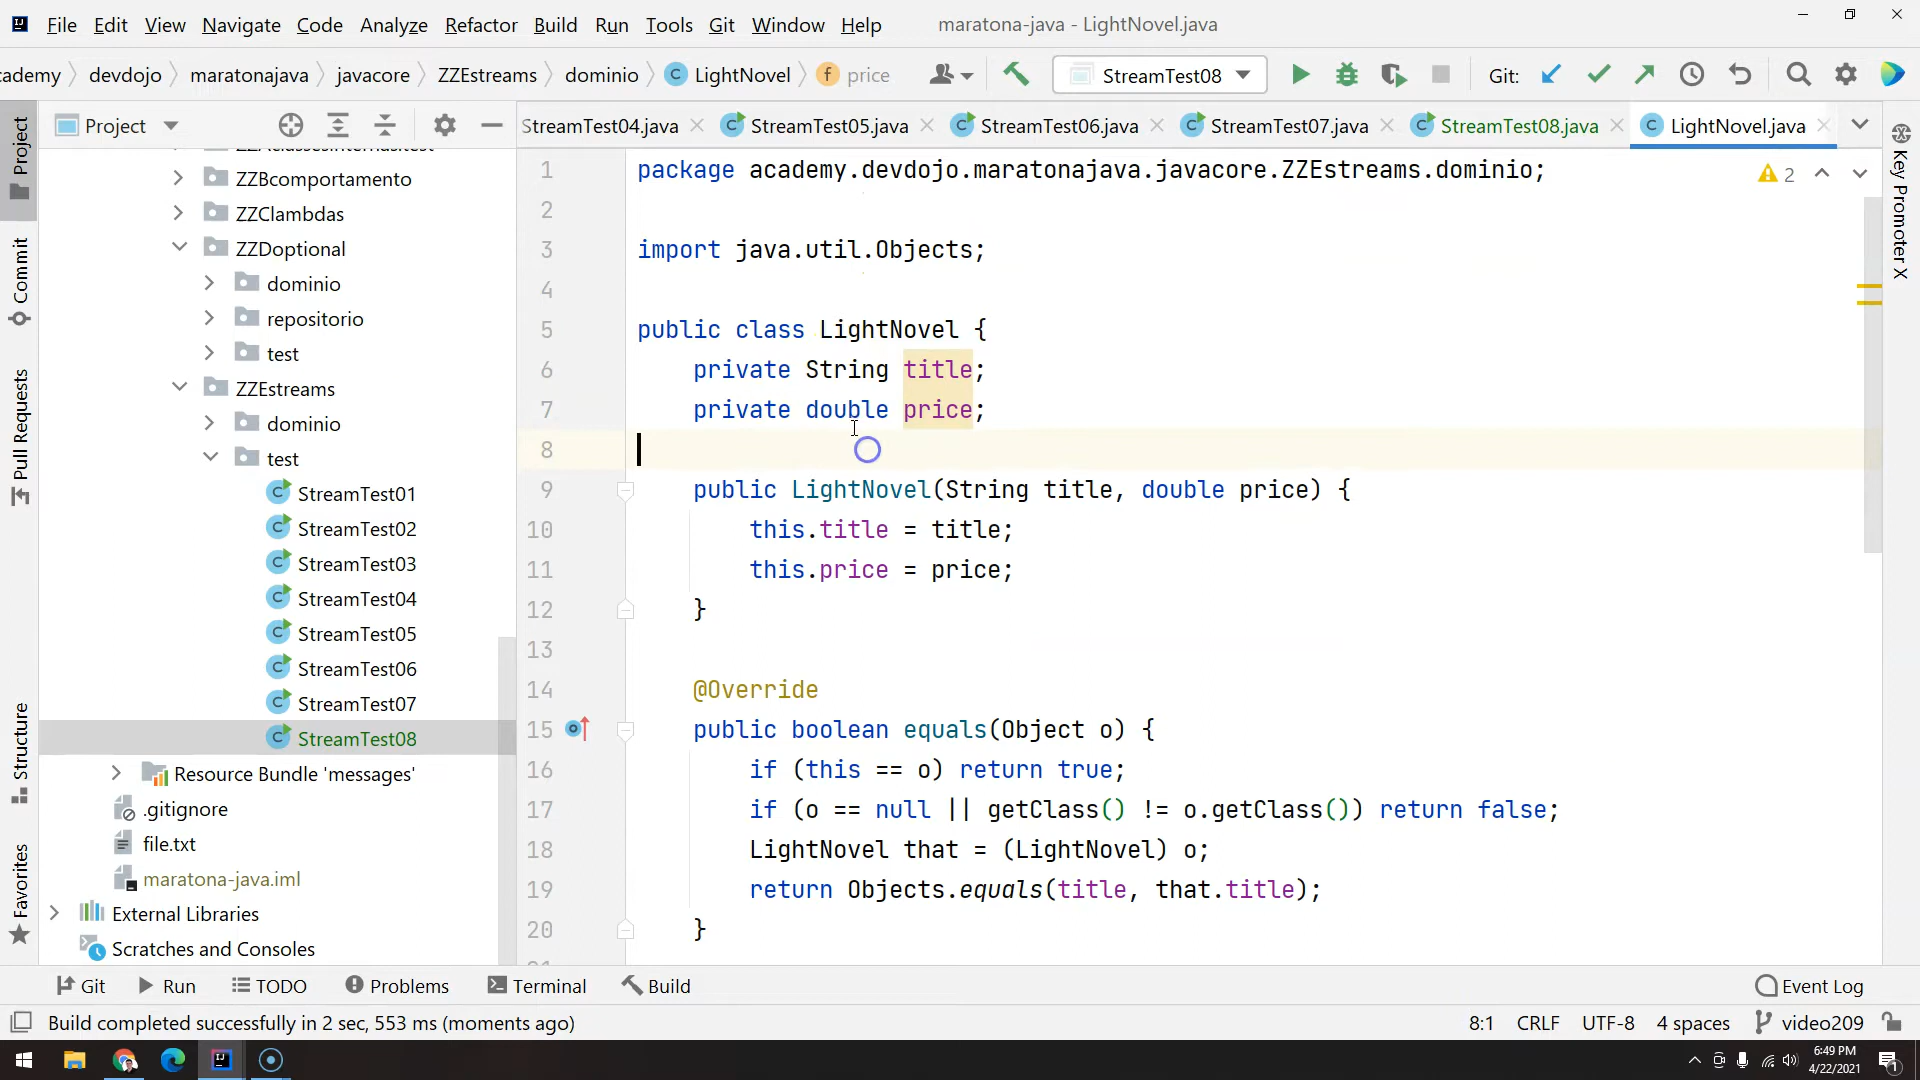 File Edit View Navigate Code Analyze Refactor Build Run Tools Git Window Help maratona-java - LightNovel.java
cademy devdojo maratonajava javacore ZZEstreams dominio LightNovel price StreamTest08 Git:
Project StreamTest04.java StreamTest05.java StreamTest06.java StreamTest07.java StreamTest08.java LightNovel.java
Project
Commit
Pull Requests
Structure
Favorites
ZZBcomportamento
ZZClambdas
ZZDoptional
dominio
repositorio
test
ZZEstreams
dominio
test
StreamTest01
StreamTest02
StreamTest03
StreamTest04
StreamTest05
StreamTest06
StreamTest07
StreamTest08
Resource Bundle 'messages'
.gitignore
file.txt
maratona-java.iml
External Libraries
Scratches and Consoles
1 package academy.devdojo.maratonajava.javacore.ZZEstreams.dominio;
2
3 import java.util.Objects;
4
5 public class LightNovel {
6 private String title;
7 private double price;
8
9 public LightNovel(String title, double price) {
10 this.title = title;
11 this.price = price;
12 }
13
14 @Override
15 public boolean equals(Object o) {
16 if (this == o) return true;
17 if (o == null || getClass() != o.getClass()) return false;
18 LightNovel that = (LightNovel) o;
19 return Objects.equals(title, that.title);
20 }
2
Key Promoter X
Git Run TODO Problems Terminal Build Event Log
Build completed successfully in 2 sec, 553 ms (moments ago) 8:1 CRLF UTF-8 4 spaces video209
6:49 PM
4/22/2021
1